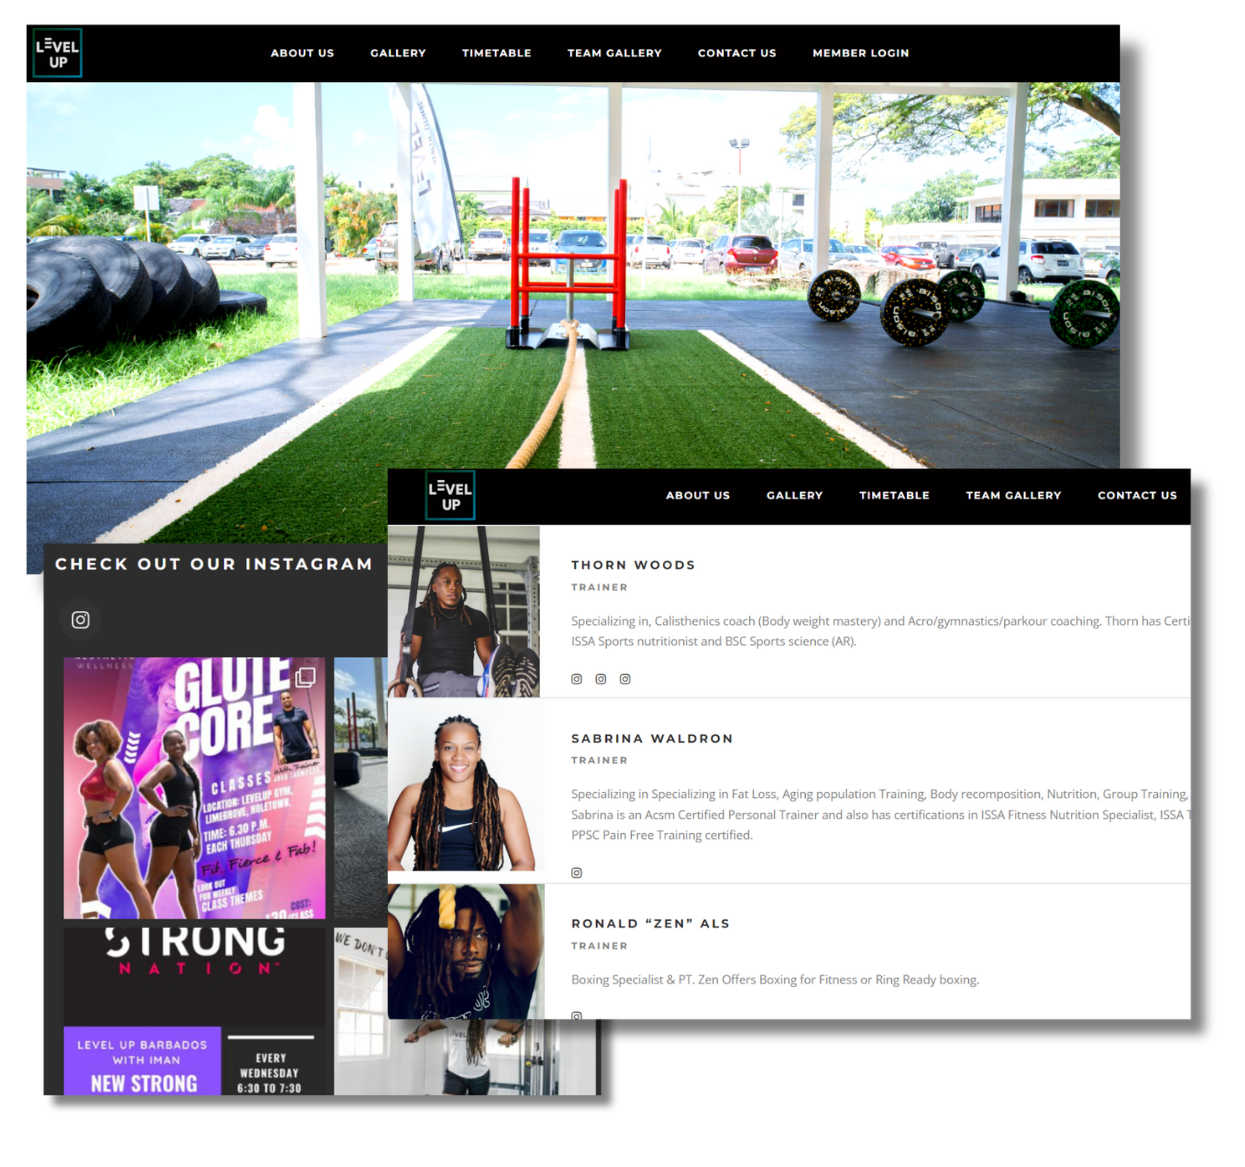 LEVEL
UP
ABOUT US
GALLERY
TIMETABLE
TEAM GALLERY
CONTACT US
MEMBER LOGIN
LEVEL
LEVEL
UP
ABOUT US
GALLERY
TIMETABLE
TEAM GALLERY
CONTACT US
THORN WOODS
TRAINER
Specializing in, Calisthenics coach (Body weight mastery) and Acro/gymnastics/parkour coaching. Thorn has Certi
ISSA Sports nutritionist and BSC Sports science (AR).
SABRINA WALDRON
TRAINER
Specializing in Specializing in Fat Loss, Aging population Training, Body recomposition, Nutrition, Group Training,
Sabrina is an Acsm Certified Personal Trainer and also has certifications in ISSA Fitness Nutrition Specialist, ISSA T
PPSC Pain Free Training certified.
RONALD “ZEN” ALS
TRAINER
Boxing Specialist & PT. Zen Offers Boxing for Fitness or Ring Ready boxing.
CHECK OUT OUR INSTAGRAM
WELLNESS
GLUTE
CORE
With Trainer
CLASSES
LOCATION: LEVELUP GYM,
LIMEGROVE, HOLETOWN.
TIME: 6.30 P.M.
EACH THURSDAY
Fit, Fierce & Fab!
LOOK OUT
FOR WEEKLY
CLASS THEMES
COST:
/CLASS
STRONG
NATION™
LEVEL UP BARBADOS
WITH IMAN
NEW STRONG
EVERY
WEDNESDAY
6:30 TO 7:30
WE DON'T